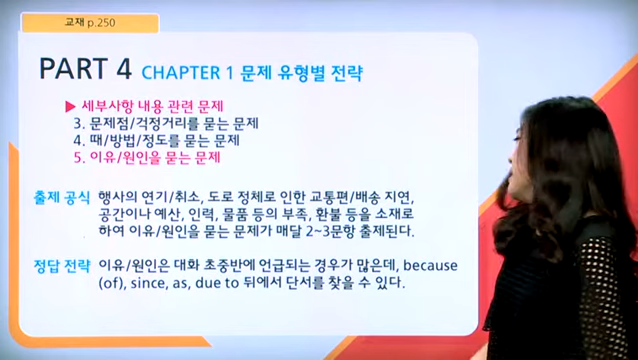 교재 p.250
PART 4 CHAPTER 1 문제 유형별 전략
▶ 세부사항 내용 관련 문제
3. 문제점/걱정거리를 묻는 문제
4. 때/방법/정도를 묻는 문제
5. 이유/원인을 묻는 문제
출제 공식 행사의 연기/취소, 도로 정체로 인한 교통편/배송 지연,
공간이나 예산, 인력, 물품 등의 부족, 환불 등을 소재로
하여 이유/원인을 묻는 문제가 매달 2~3문항 출제된다.
정답 전략 이유/원인은 대화 초중반에 언급되는 경우가 많은데, because
(of), since, as, due to 뒤에서 단서를 찾을 수 있다.